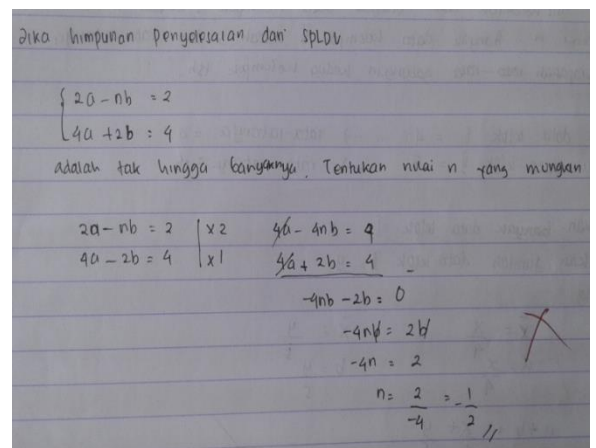 Jika himpunan penyelesaian dari SPLDV
2a - nb = 2
4a + 2b = 4
adalah tak hingga banyaknya. Tentukan nilai n yang mungkin
2a - nb = 2 | x2 4a - 4nb = 4
4a - 2b = 4 | x1 4a + 2b = 4 -
-4nb - 2b = 0
-4nb = 2b
-4n = 2
n = 2/-4 = -1/2 //